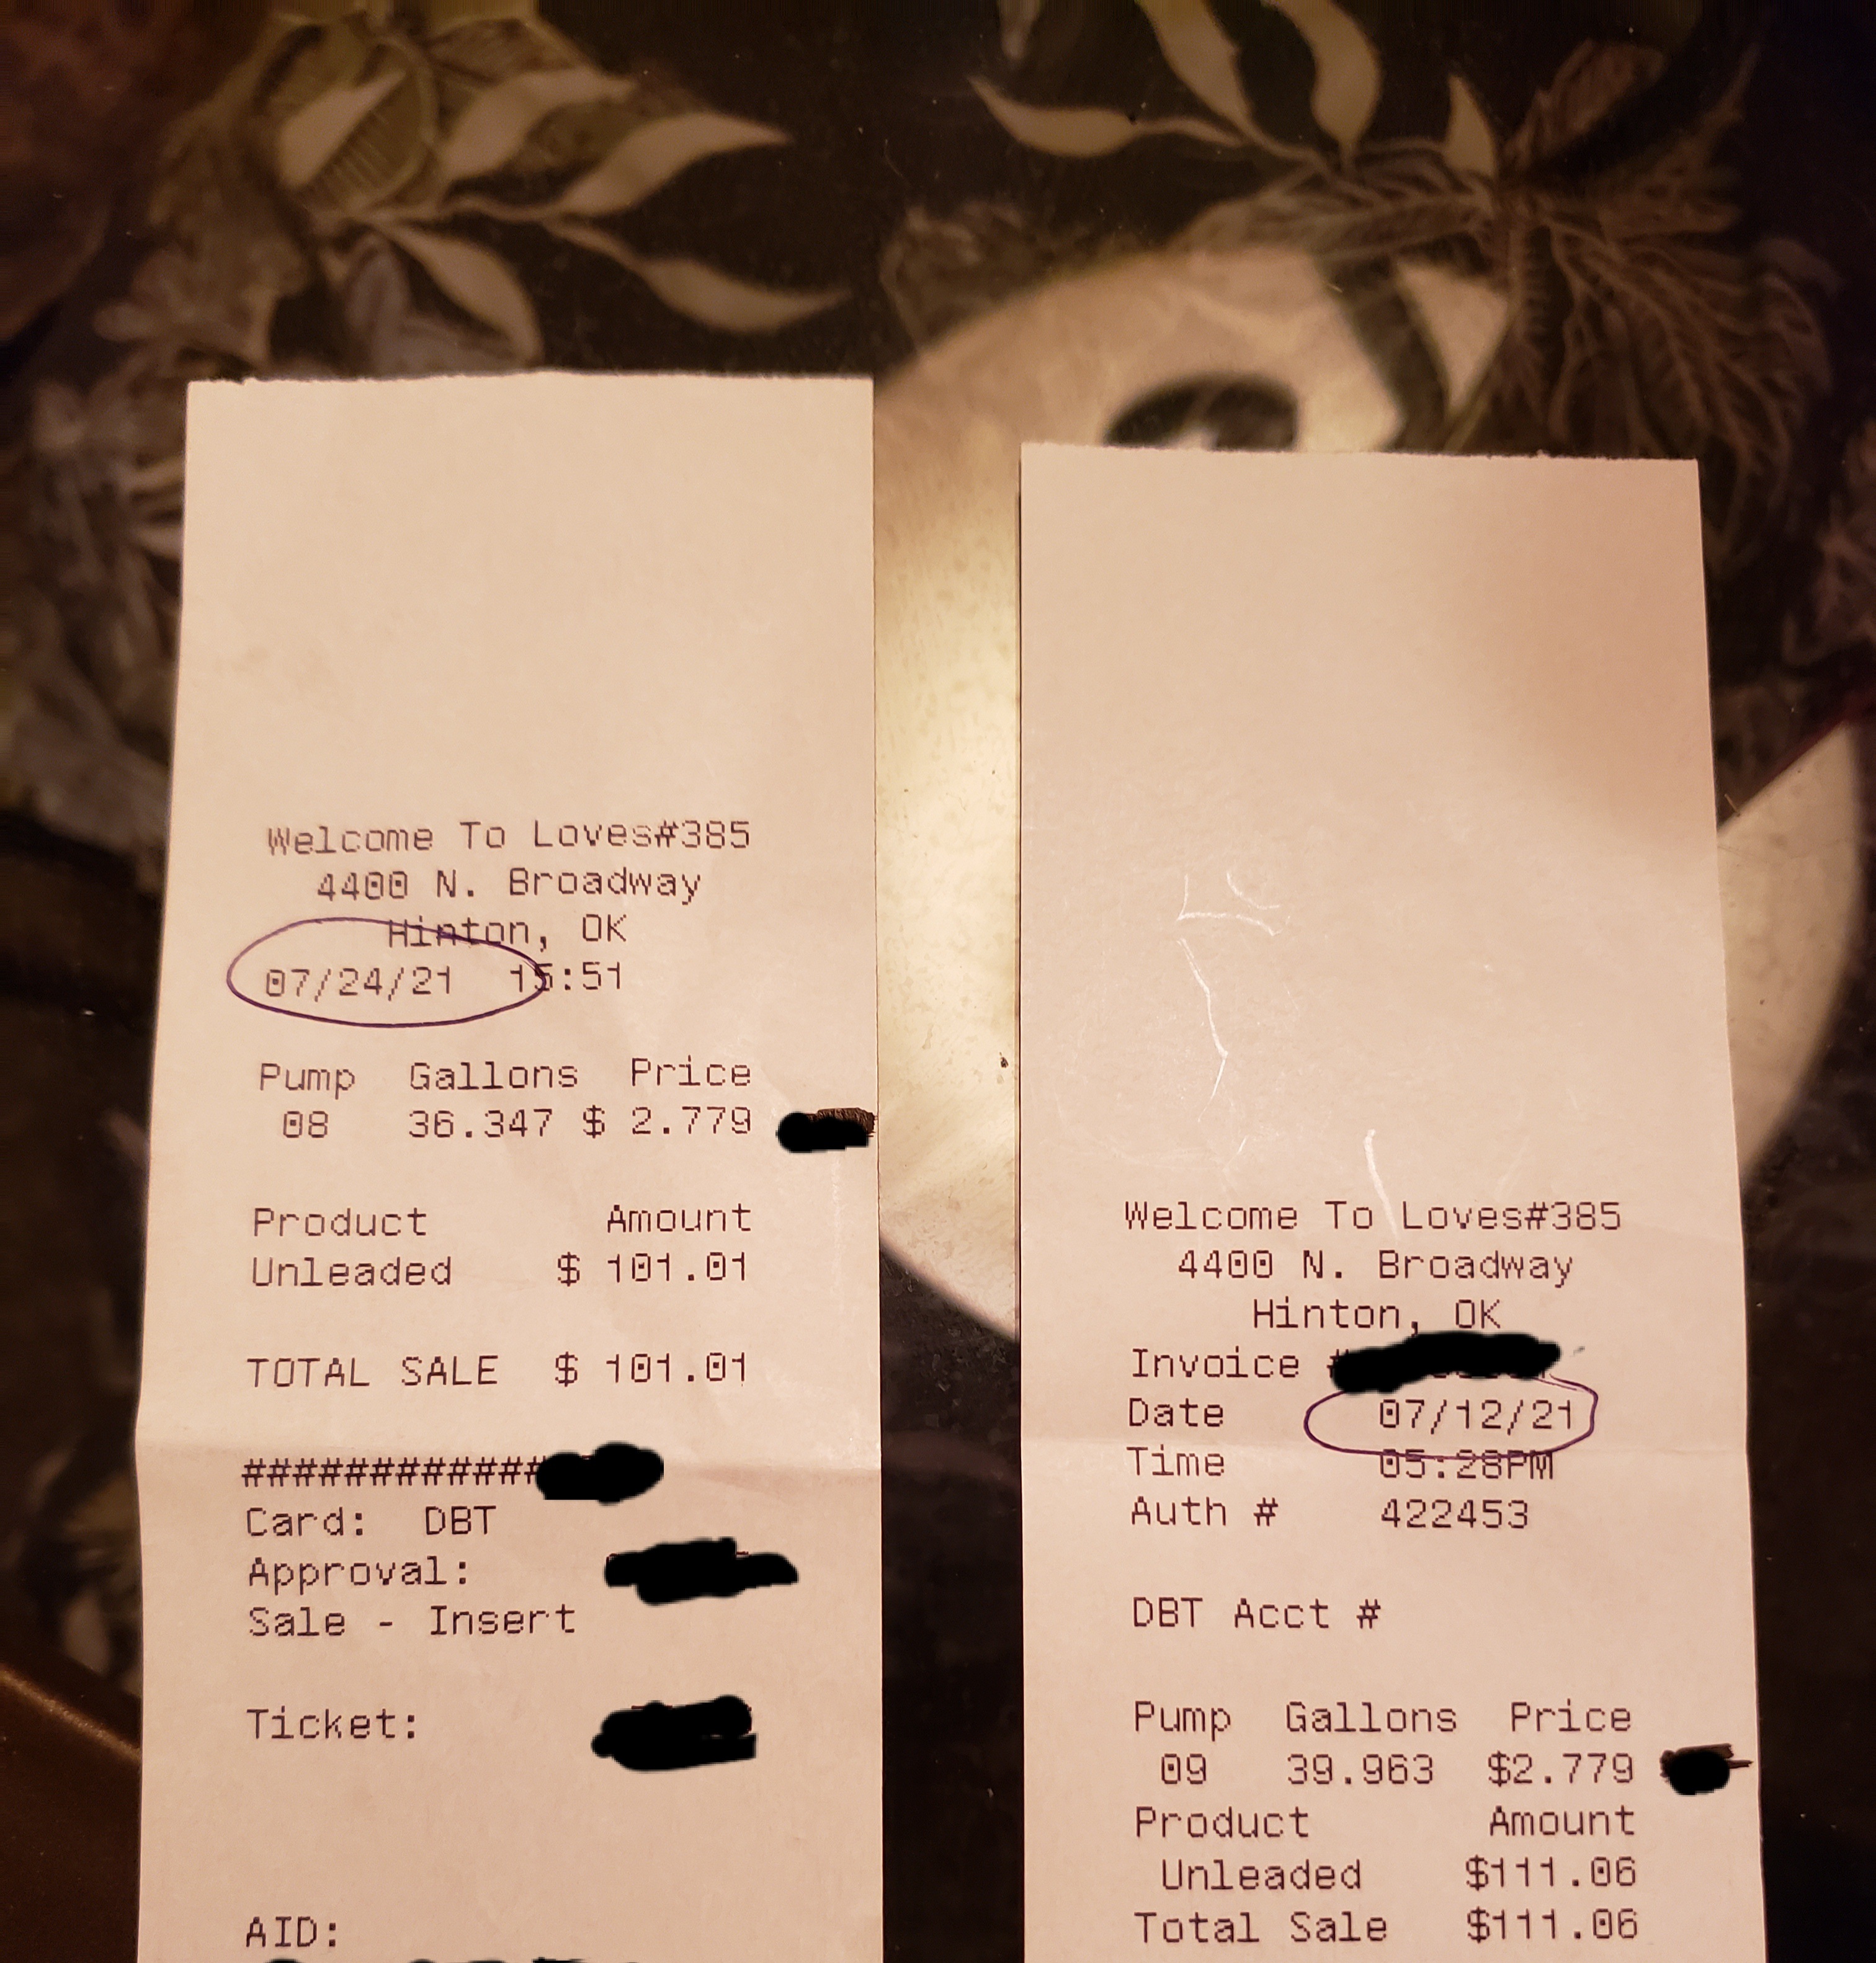 Welcome To Loves#385
4400 N. Broadway
Hinton, OK
07/24/21 15:51
Pump Gallons Price
08 36.347 $ 2.779
Product Amount
Unleaded $ 101.01
TOTAL SALE $ 101.01
############
Card: DBT
Approval:
Sale - Insert
Ticket:
AID:
Welcome To Loves#385
4400 N. Broadway
Hinton, OK
Invoice #
Date 07/12/21
Time 05:28PM
Auth # 422453
DBT Acct #
Pump Gallons Price
09 39.963 $2.779
Product Amount
Unleaded $111.06
Total Sale $111.06